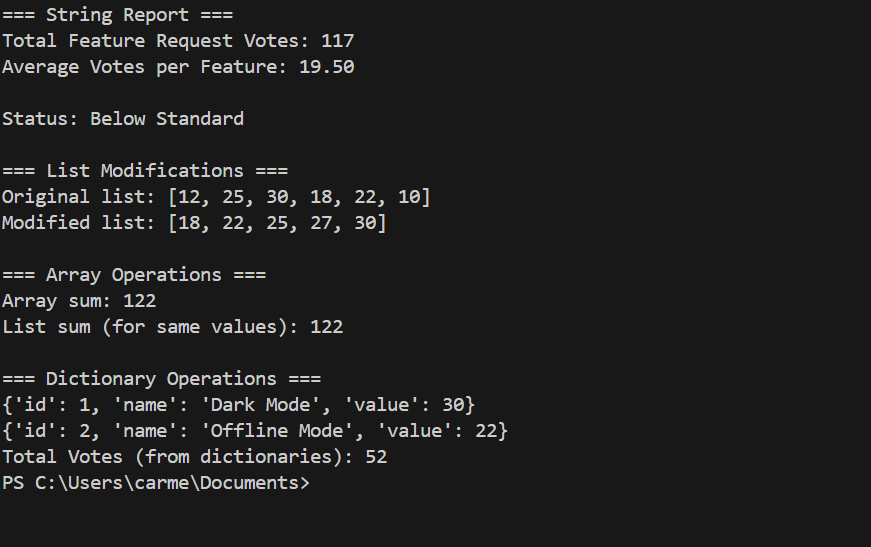 === String Report ===
Total Feature Request Votes: 117
Average Votes per Feature: 19.50
Status: Below Standard
=== List Modifications ===
Original list: [12, 25, 30, 18, 22, 10]
Modified list: [18, 22, 25, 27, 30]
=== Array Operations ===
Array sum: 122
List sum (for same values): 122
=== Dictionary Operations ===
{'id': 1, 'name': 'Dark Mode', 'value': 30}
{'id': 2, 'name': 'Offline Mode', 'value': 22}
Total Votes (from dictionaries): 52
PS C:\Users\carme\Documents>